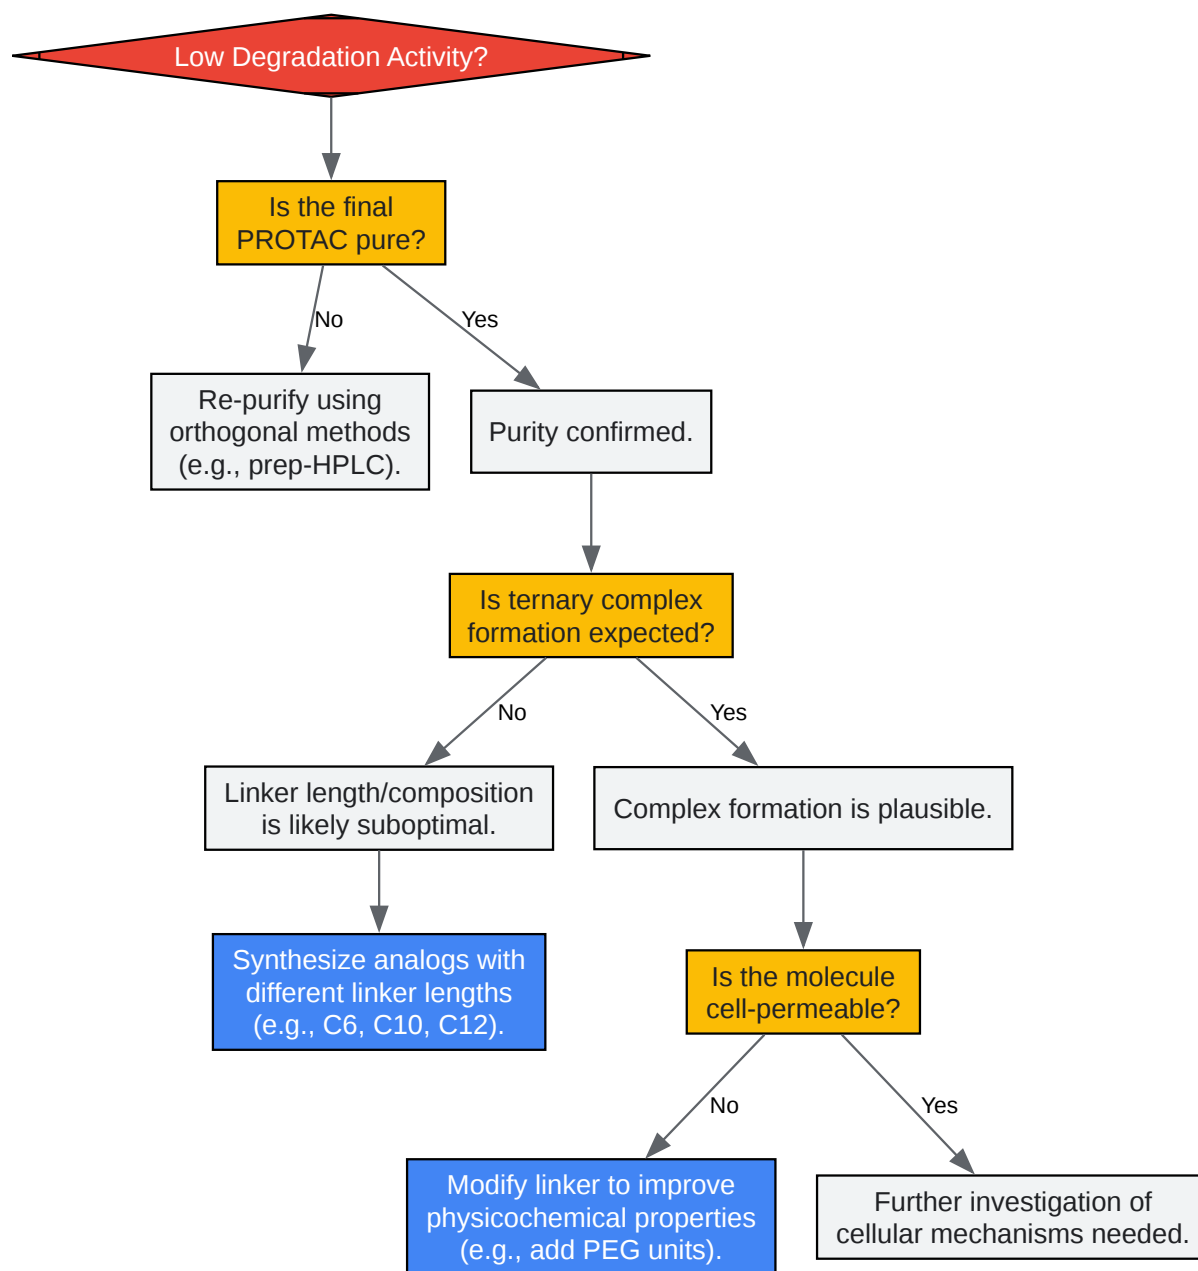 Low Degradation Activity?
Is the final
PROTAC pure?
No
Yes
Re-purify using
orthogonal methods
(e.g., prep-HPLC).
Purity confirmed.
Is ternary complex
formation expected?
No
Yes
Linker length/composition
is likely suboptimal.
Complex formation is plausible.
Synthesize analogs with
different linker lengths
(e.g., C6, C10, C12).
Is the molecule
cell-permeable?
No
Yes
Modify linker to improve
physicochemical properties
(e.g., add PEG units).
Further investigation of
cellular mechanisms needed.